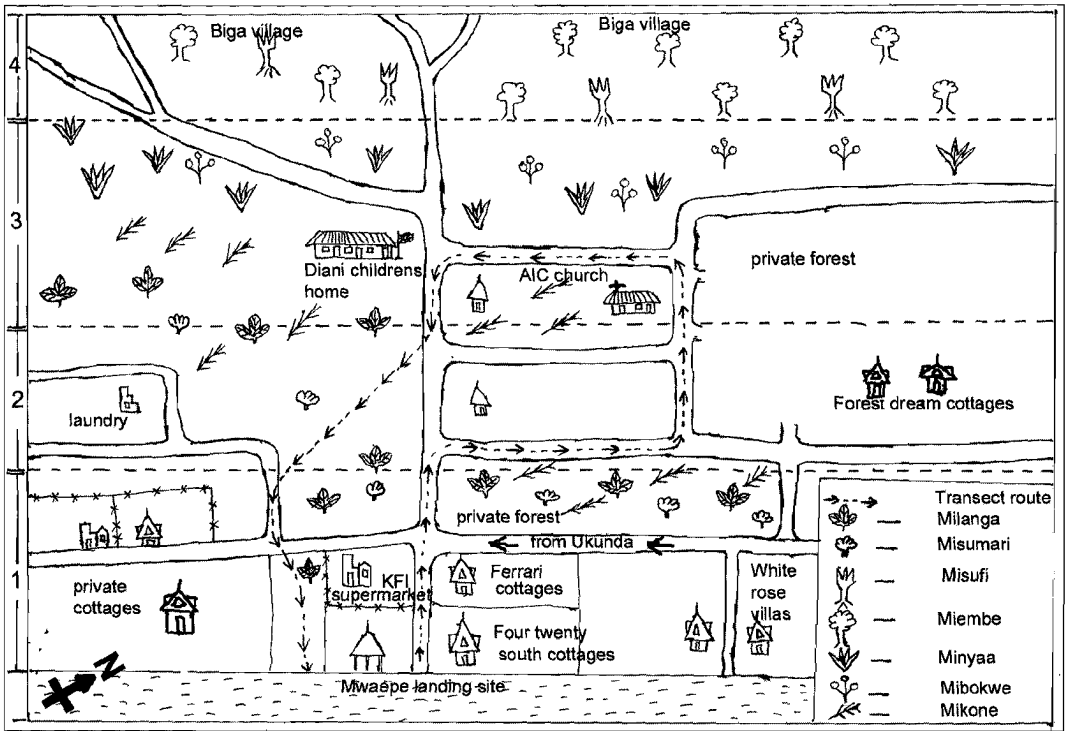 Biga village
Biga village
4
3
Diani childrens
home
AIC church
private forest
2
laundry
Forest dream cottages
private forest
from Ukunda
1
private
cottages
KFI
supermarket
Ferrari
cottages
Four twenty
south cottages
White
rose
villas
Mwaepe landing site
N
Transect route
Milanga
Misumari
Misufi
Miembe
Minyaa
Mibokwe
Mikone